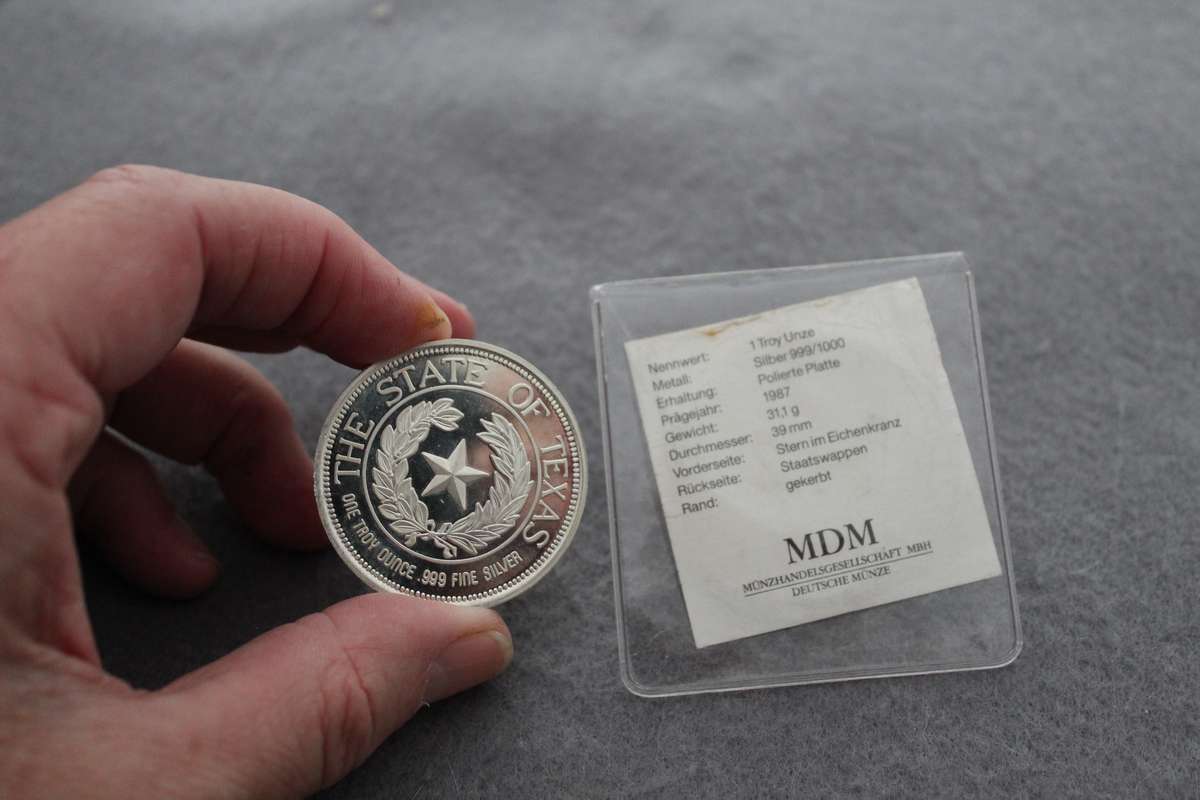 THE STATE OF TEXAS
ONE TROY OUNCE .999 FINE SILVER
Nennwert: 1 Troy Unze
Metall: Silber 999/1000
Erhaltung: Polierte Platte
Prägejahr: 1987
Gewicht: 31,1 g
Durchmesser: 39 mm
Vorderseite: Stern im Eichenkranz
Rückseite: Staatswappen
Rand: gekerbt
MDM
MÜNZHANDELSGESELLSCHAFT MBH
DEUTSCHE MÜNZE